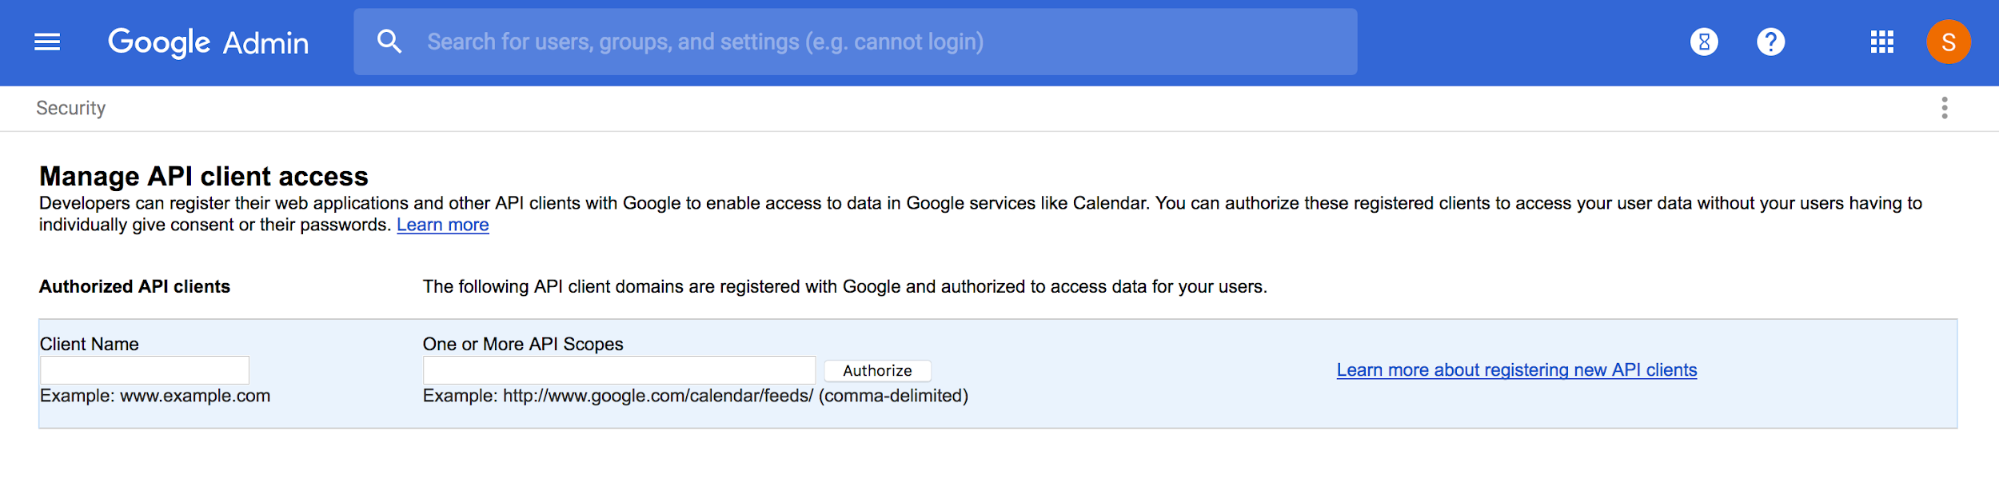 Google Admin
Search for users, groups, and settings (e.g. cannot login)
?
S
Security
Manage API client access
Developers can register their web applications and other API clients with Google to enable access to data in Google services like Calendar. You can authorize these registered clients to access your user data without your users having to
individually give consent or their passwords. Learn more
Authorized API clients
The following API client domains are registered with Google and authorized to access data for your users.
Client Name
One or More API Scopes
Authorize
Learn more about registering new API clients
Example: www.example.com
Example: http://www.google.com/calendar/feeds/ (comma-delimited)